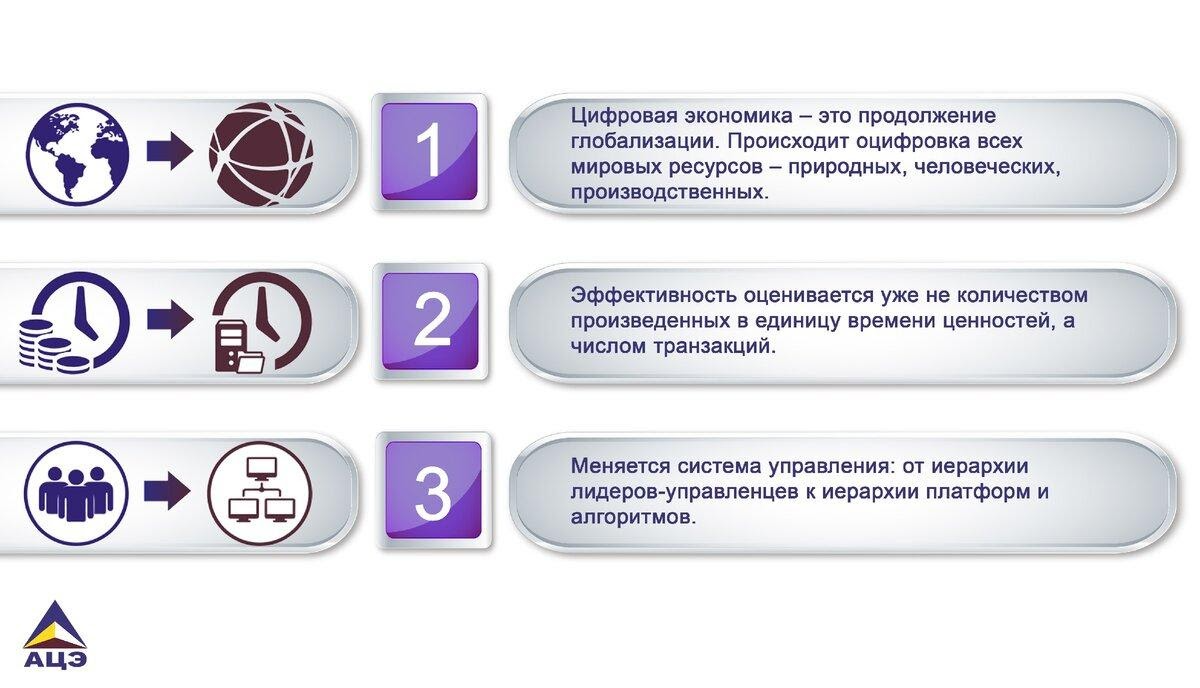 1
Цифровая экономика – это продолжение
глобализации. Происходит оцифровка всех
мировых ресурсов – природных, человеческих,
производственных.
2
Эффективность оценивается уже не количеством
произведенных в единицу времени ценностей, а
числом транзакций.
3
Меняется система управления: от иерархии
лидеров-управленцев к иерархии платформ и
алгоритмов.
АЦЭ